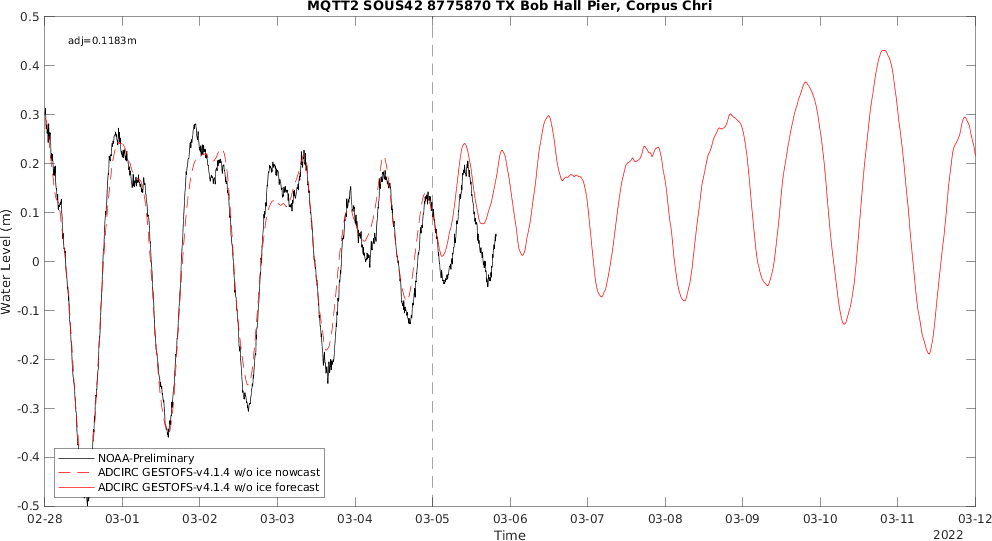 MQTT2 SOUS42 8775870 TX Bob Hall Pier, Corpus Chri
adj=0.1183m
0.5
0.4
0.3
0.2
0.1
0
-0.1
-0.2
-0.3
-0.4
-0.5
Water Level (m)
NOAA-Preliminary
ADCIRC GESTOFS-v4.1.4 w/o ice nowcast
ADCIRC GESTOFS-v4.1.4 w/o ice forecast
02-28 03-01 03-02 03-03 03-04 03-05 03-06 03-07 03-08 03-09 03-10 03-11 03-12
Time
2022